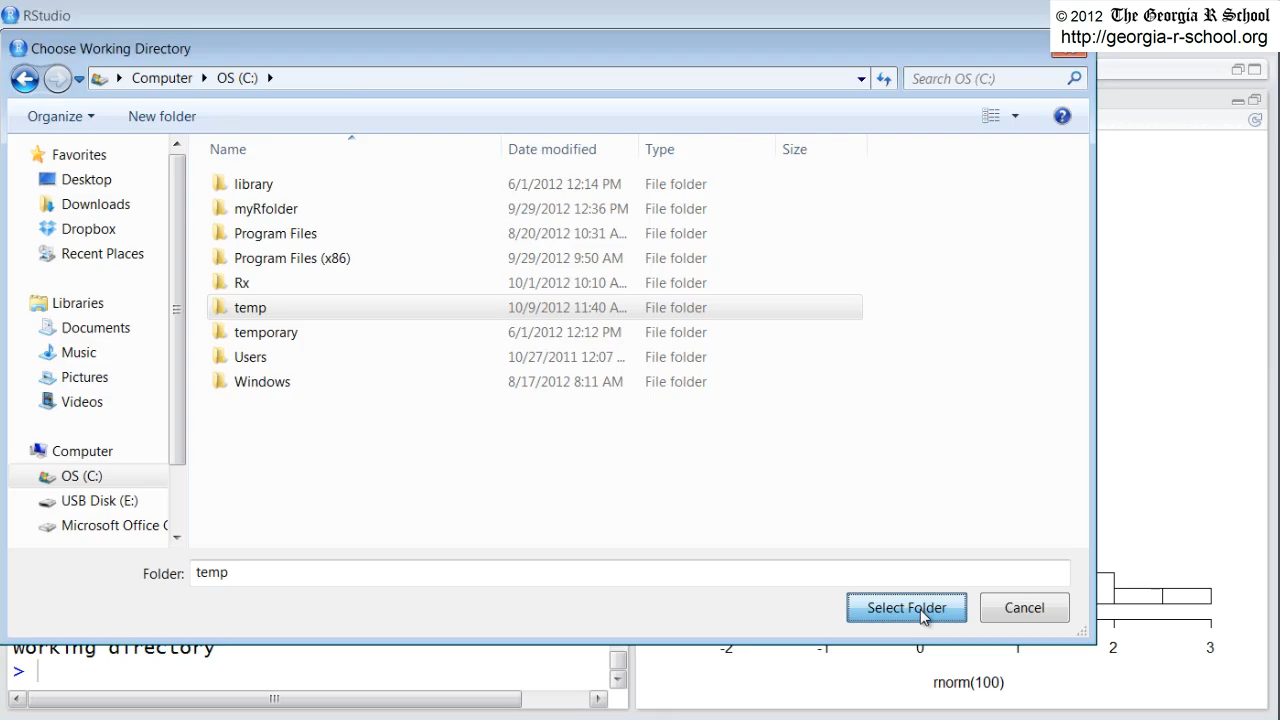 RStudio
© 2012 The Georgia R School
http://georgia-r-school.org
Choose Working Directory
Computer OS (C:) Search OS (C:)
Organize New folder
Name Date modified Type Size
Favorites
Desktop
Downloads
Dropbox
Recent Places
Libraries
Documents
Music
Pictures
Videos
Computer
OS (C:)
USB Disk (E:)
Microsoft Office C
library 6/1/2012 12:14 PM File folder
myRfolder 9/29/2012 12:36 PM File folder
Program Files 8/20/2012 10:31 A... File folder
Program Files (x86) 9/29/2012 9:50 AM File folder
Rx 10/1/2012 10:10 A... File folder
temp 10/9/2012 11:40 A... File folder
temporary 6/1/2012 12:12 PM File folder
Users 10/27/2011 12:07 ... File folder
Windows 8/17/2012 8:11 AM File folder
Folder: temp
Select Folder Cancel
working directory
>
-2 -1 0 1 2 3
rnorm(100)